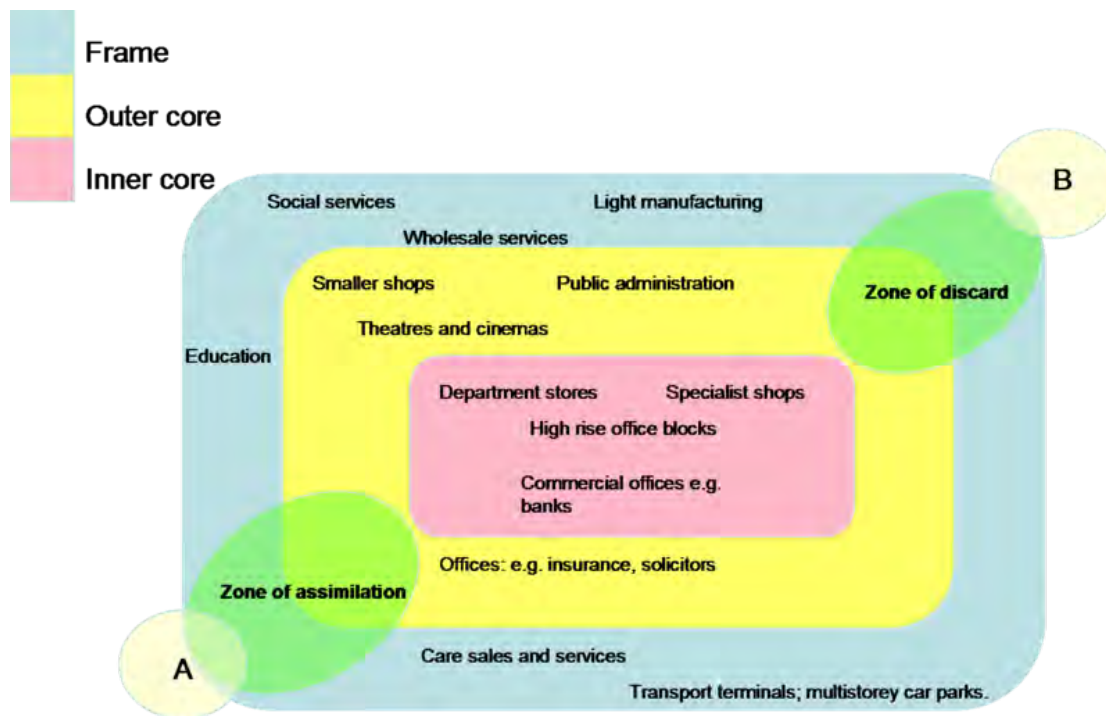 Frame
Outer core
Inner core
B
Social services
Light manufacturing
Wholesale services
Smaller shops
Public administration
Zone of discard
Theatres and cinemas
Education
Department stores
Specialist shops
High rise office blocks
Commercial offices e.g.
banks
Offices: e.g. insurance, solicitors
Zone of assimilation
Care sales and services
A
Transport terminals; multistorey car parks.